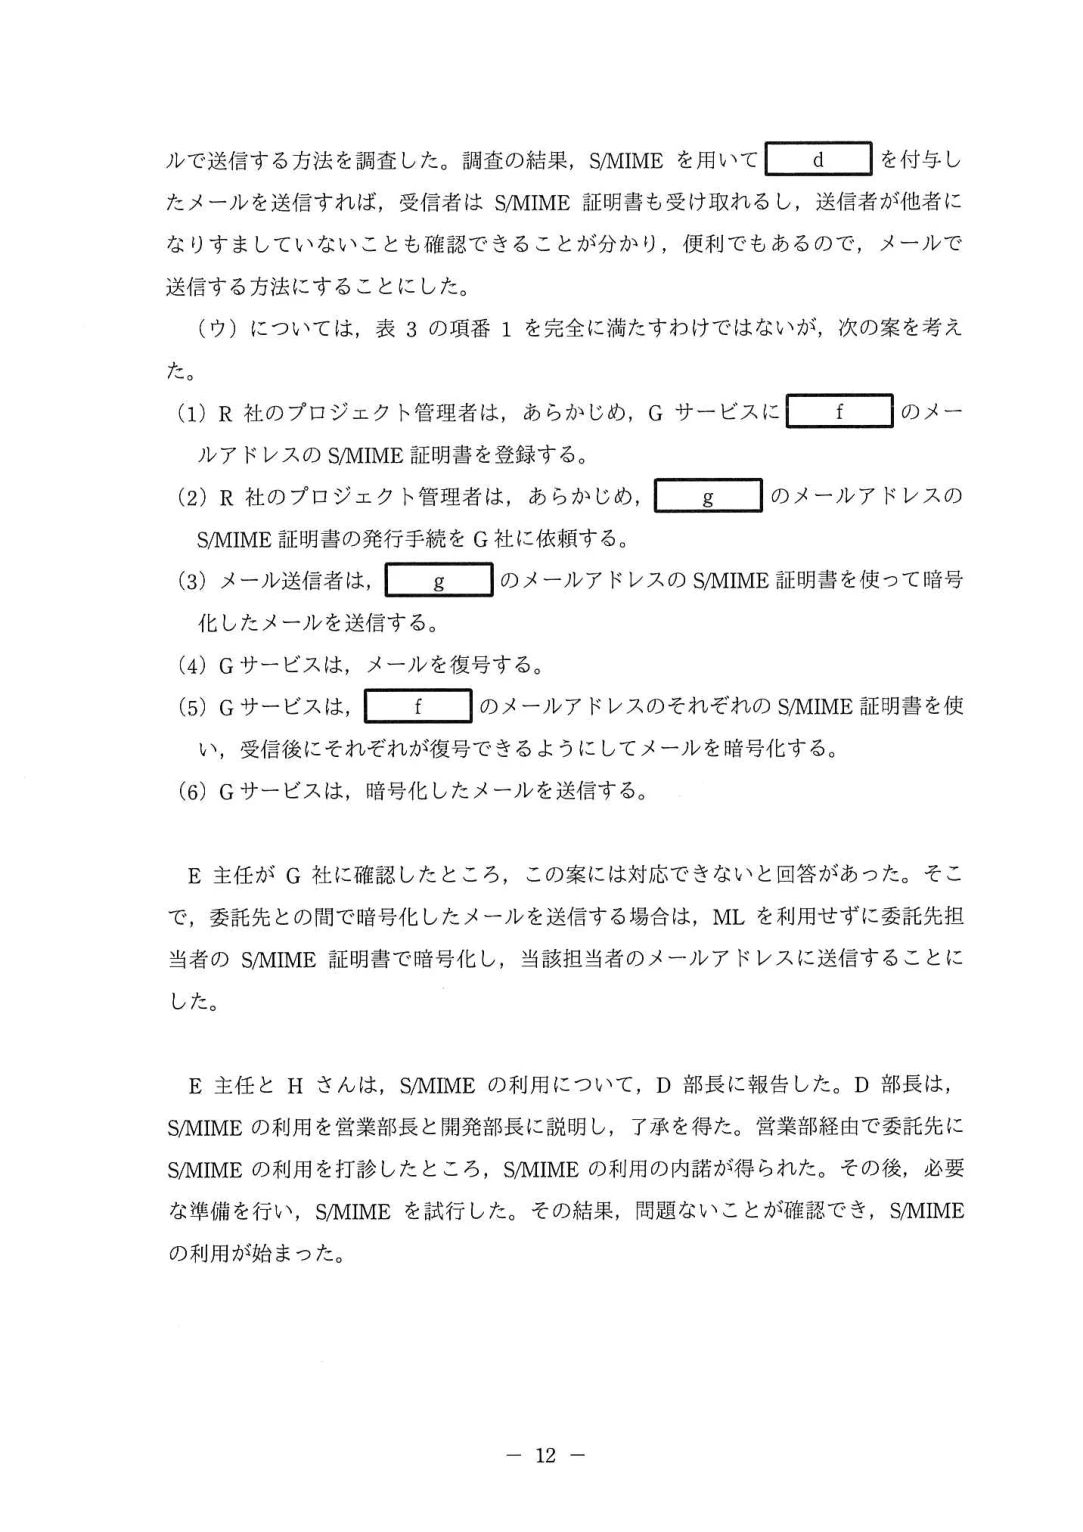 ルで送信する方法を調査した。調査の結果，S/MIME を用いて d を付与し
たメールを送信すれば，受信者は S/MIME 証明書も受け取れるし，送信者が他者に
なりすましていないことも確認できることが分かり，便利でもあるので，メールで
送信する方法にすることにした。
（ウ）については，表 3 の項番 1 を完全に満たすわけではないが，次の案を考え
た。
（1）R 社のプロジェクト管理者は，あらかじめ，G サービスに f のメー
ルアドレスの S/MIME 証明書を登録する。
（2）R 社のプロジェクト管理者は，あらかじめ， g のメールアドレスの
S/MIME 証明書の発行手続を G 社に依頼する。
（3）メール送信者は， g のメールアドレスの S/MIME 証明書を使って暗号
化したメールを送信する。
（4）G サービスは，メールを復号する。
（5）G サービスは， f のメールアドレスのそれぞれの S/MIME 証明書を使
い，受信後にそれぞれが復号できるようにしてメールを暗号化する。
（6）G サービスは，暗号化したメールを送信する。
E 主任が G 社に確認したところ，この案には対応できないと回答があった。そこ
で，委託先との間で暗号化したメールを送信する場合は，ML を利用せずに委託先担
当者の S/MIME 証明書で暗号化し，当該担当者のメールアドレスに送信することに
した。
E 主任と H さんは，S/MIME の利用について，D 部長に報告した。D 部長は，
S/MIME の利用を営業部長と開発部長に説明し，了承を得た。営業部経由で委託先に
S/MIME の利用を打診したところ，S/MIME の利用の内諾が得られた。その後，必要
な準備を行い，S/MIME を試行した。その結果，問題ないことが確認でき，S/MIME
の利用が始まった。
－ 12 －